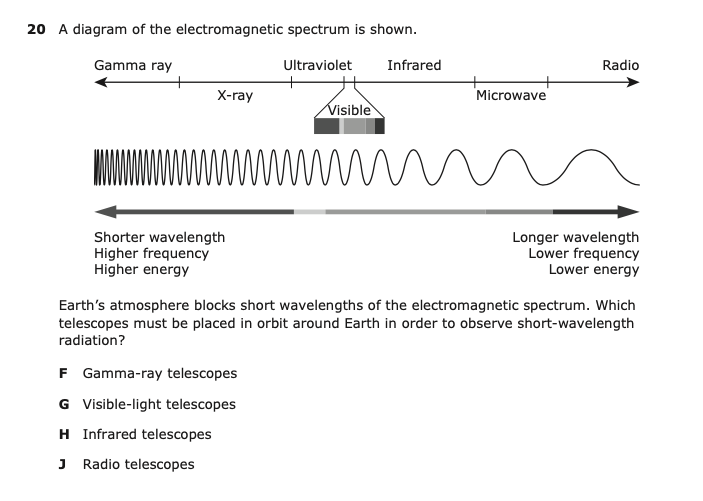 20 A diagram of the electromagnetic spectrum is shown.
Gamma ray Ultraviolet Infrared Radio
X-ray Microwave
Visible
Shorter wavelength
Higher frequency
Higher energy
Longer wavelength
Lower frequency
Lower energy
Earth's atmosphere blocks short wavelengths of the electromagnetic spectrum. Which
telescopes must be placed in orbit around Earth in order to observe short-wavelength
radiation?
F Gamma-ray telescopes
G Visible-light telescopes
H Infrared telescopes
J Radio telescopes